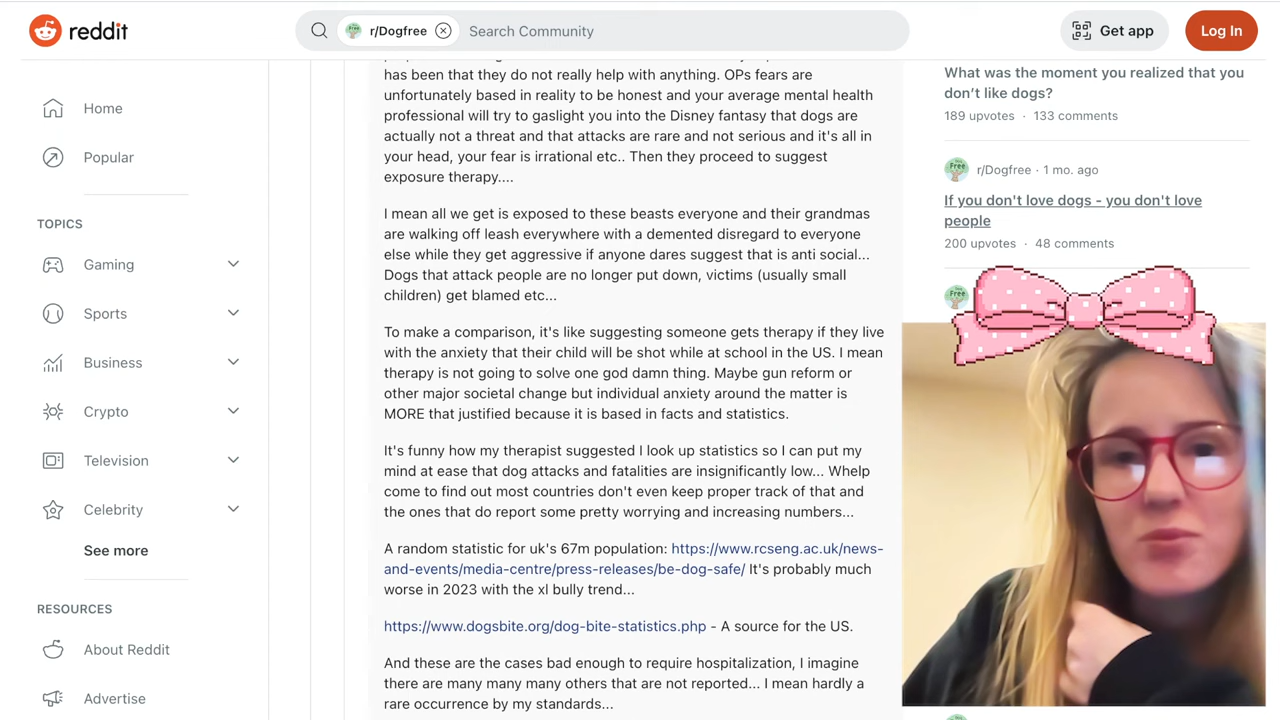 reddit
r/Dogfree
Search Community
Get app
Log In
Home
Popular
TOPICS
Gaming
Sports
Business
Crypto
Television
Celebrity
See more
RESOURCES
About Reddit
Advertise
has been that they do not really help with anything. OPs fears are
unfortunately based in reality to be honest and your average mental health
professional will try to gaslight you into the Disney fantasy that dogs are
actually not a threat and that attacks are rare and not serious and it's all in
your head, your fear is irrational etc.. Then they proceed to suggest
exposure therapy....
I mean all we get is exposed to these beasts everyone and their grandmas
are walking off leash everywhere with a demented disregard to everyone
else while they get aggressive if anyone dares suggest that is anti social...
Dogs that attack people are no longer put down, victims (usually small
children) get blamed etc...
To make a comparison, it's like suggesting someone gets therapy if they live
with the anxiety that their child will be shot while at school in the US. I mean
therapy is not going to solve one god damn thing. Maybe gun reform or
other major societal change but individual anxiety around the matter is
MORE that justified because it is based in facts and statistics.
It's funny how my therapist suggested I look up statistics so I can put my
mind at ease that dog attacks and fatalities are insignificantly low... Whelp
come to find out most countries don't even keep proper track of that and
the ones that do report some pretty worrying and increasing numbers...
A random statistic for uk's 67m population: https://www.rcseng.ac.uk/news-
and-events/media-centre/press-releases/be-dog-safe/ It's probably much
worse in 2023 with the xl bully trend...
https://www.dogsbite.org/dog-bite-statistics.php - A source for the US.
And these are the cases bad enough to require hospitalization, I imagine
there are many many many others that are not reported... I mean hardly a
rare occurrence by my standards...
What was the moment you realized that you
don't like dogs?
189 upvotes · 133 comments
Free
r/Dogfree · 1 mo. ago
If you don't love dogs - you don't love
people
200 upvotes · 48 comments
Free